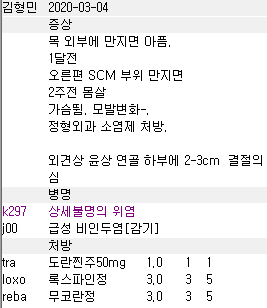 김형민 2020-03-04
증상
목 외부에 만지면 아픔.
1달전
오른편 SCM 부위 만지면
2주전 몸살
가슴뜀, 모발변화-,
정형외과 소염제 처방,
외견상 윤상 연골 하부에 2-3cm 결절의
심
병명
k297 상세불명의 위염
j00 급성 비인두염[감기]
처방
tra 도란찐주50mg 1,0 1 1
loxo 록스파인정 3,0 3 5
reba 무코란정 3,0 3 5